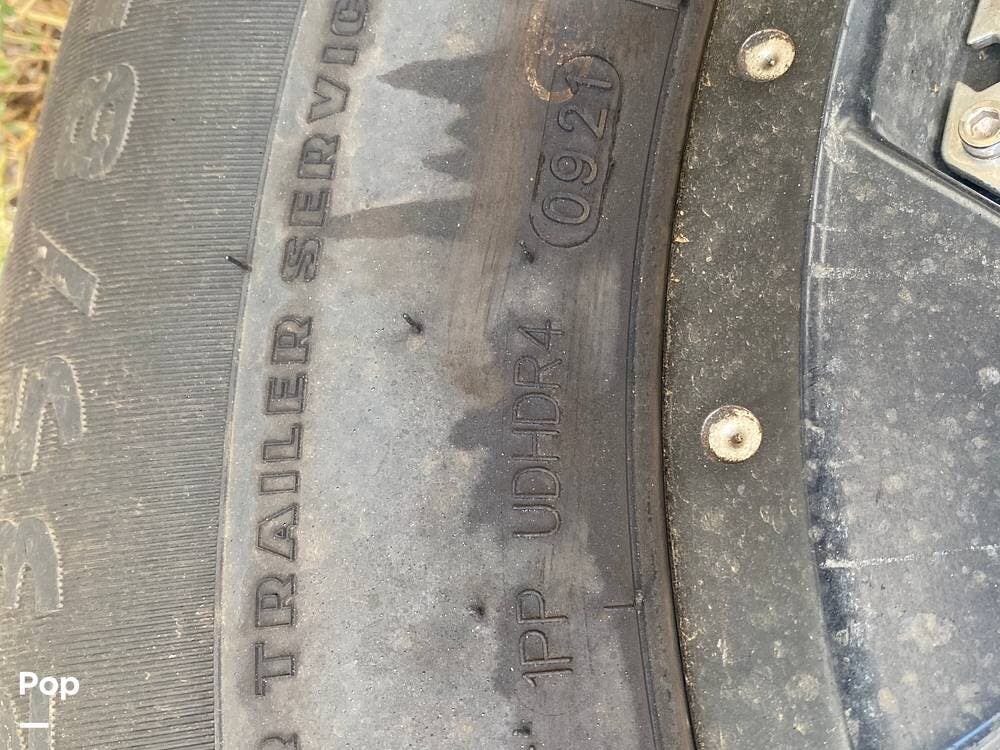 TRAILER SERVIC
1PP UDHDR4 0921
Pop